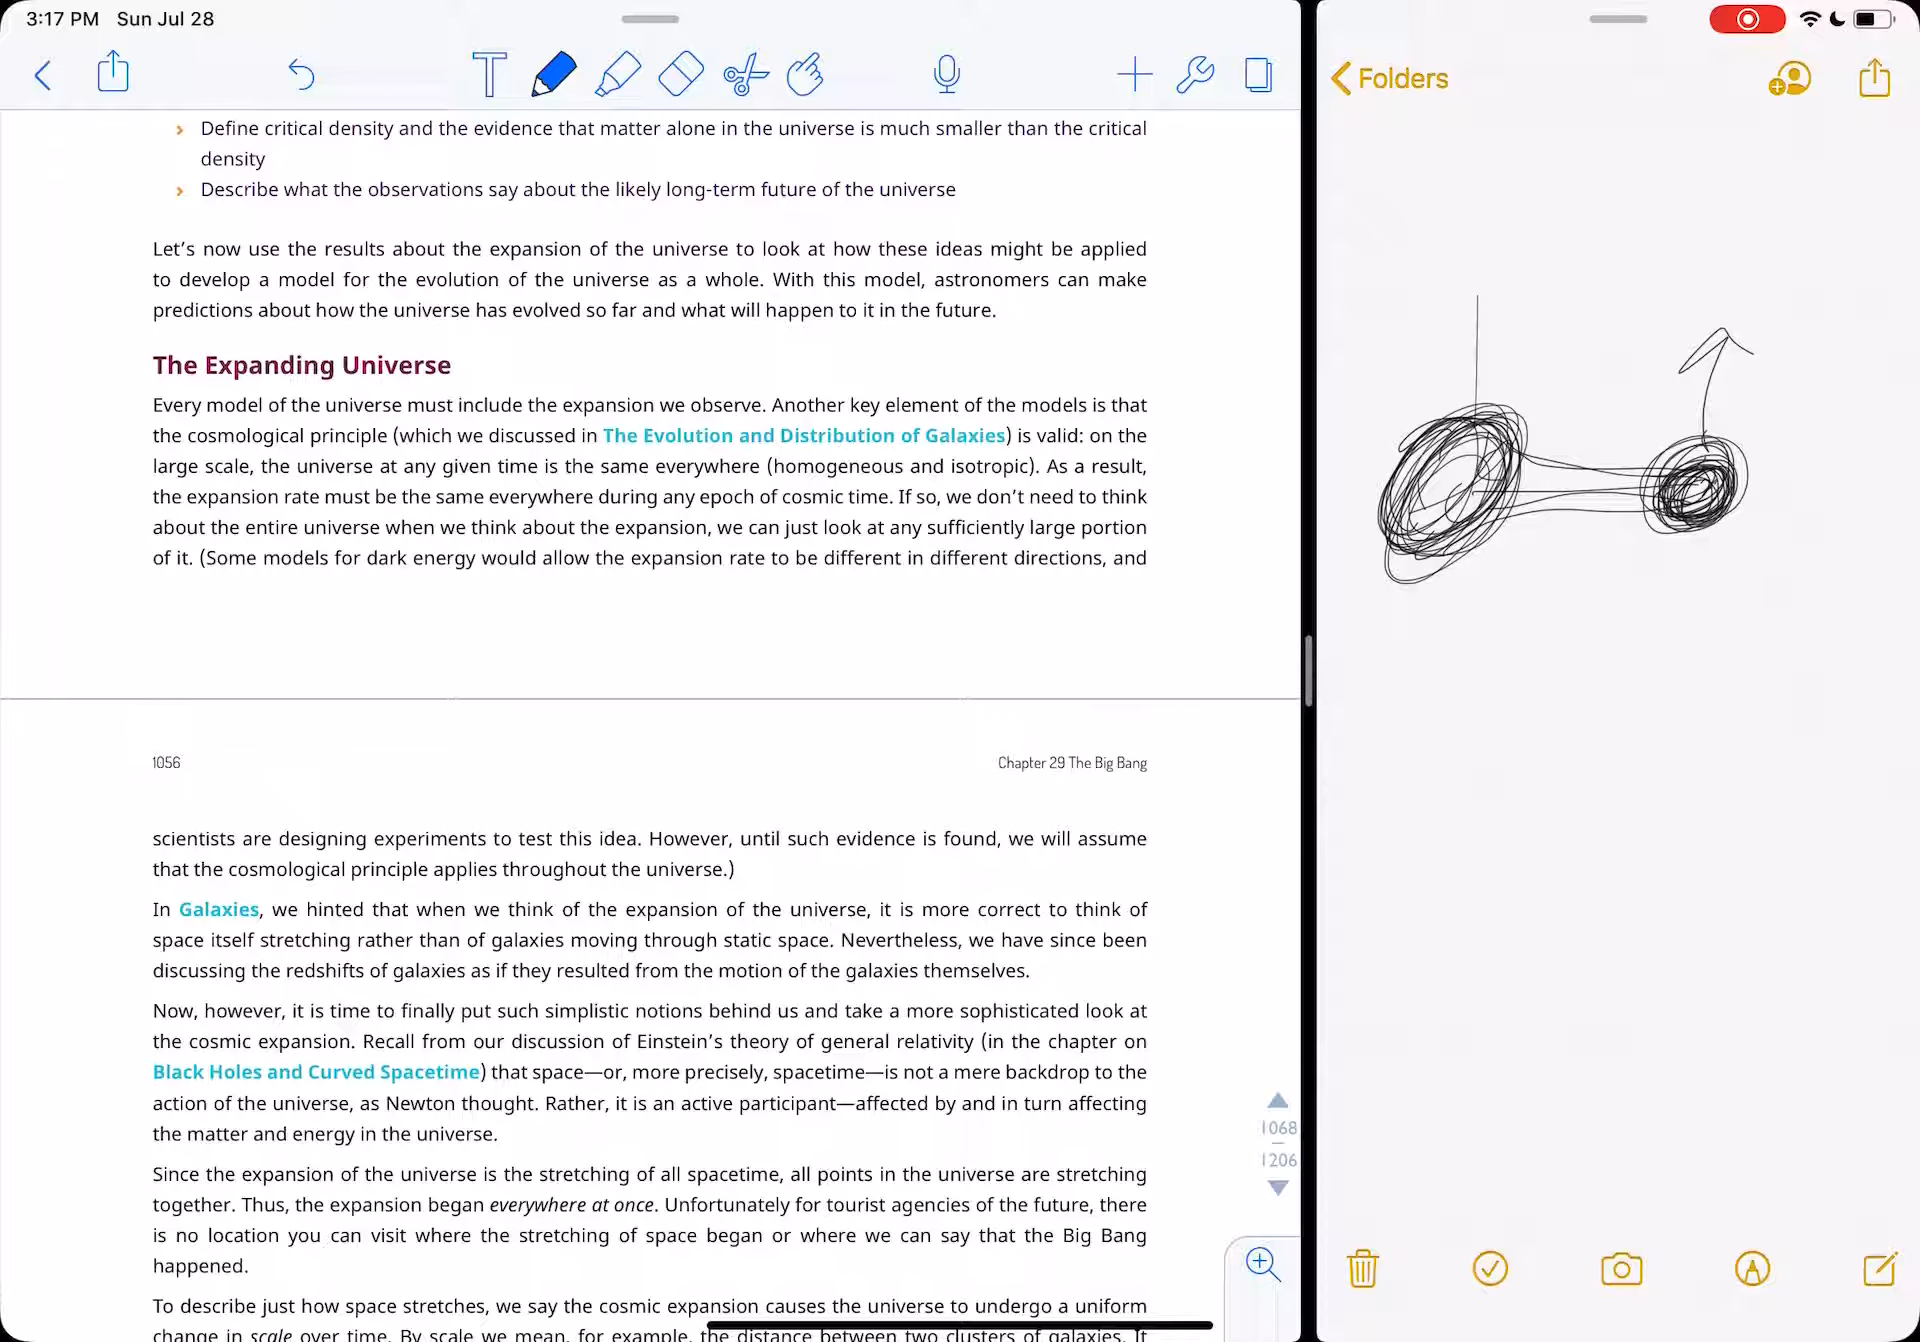 3:17 PM Sun Jul 28
Folders
› Define critical density and the evidence that matter alone in the universe is much smaller than the critical
density
› Describe what the observations say about the likely long-term future of the universe
Let’s now use the results about the expansion of the universe to look at how these ideas might be applied
to develop a model for the evolution of the universe as a whole. With this model, astronomers can make
predictions about how the universe has evolved so far and what will happen to it in the future.
The Expanding Universe
Every model of the universe must include the expansion we observe. Another key element of the models is that
the cosmological principle (which we discussed in The Evolution and Distribution of Galaxies) is valid: on the
large scale, the universe at any given time is the same everywhere (homogeneous and isotropic). As a result,
the expansion rate must be the same everywhere during any epoch of cosmic time. If so, we don’t need to think
about the entire universe when we think about the expansion, we can just look at any sufficiently large portion
of it. (Some models for dark energy would allow the expansion rate to be different in different directions, and
1056 Chapter 29 The Big Bang
scientists are designing experiments to test this idea. However, until such evidence is found, we will assume
that the cosmological principle applies throughout the universe.)
In Galaxies, we hinted that when we think of the expansion of the universe, it is more correct to think of
space itself stretching rather than of galaxies moving through static space. Nevertheless, we have since been
discussing the redshifts of galaxies as if they resulted from the motion of the galaxies themselves.
Now, however, it is time to finally put such simplistic notions behind us and take a more sophisticated look at
the cosmic expansion. Recall from our discussion of Einstein’s theory of general relativity (in the chapter on
Black Holes and Curved Spacetime) that space—or, more precisely, spacetime—is not a mere backdrop to the
action of the universe, as Newton thought. Rather, it is an active participant—affected by and in turn affecting
the matter and energy in the universe.
Since the expansion of the universe is the stretching of all spacetime, all points in the universe are stretching
together. Thus, the expansion began everywhere at once. Unfortunately for tourist agencies of the future, there
is no location you can visit where the stretching of space began or where we can say that the Big Bang
happened.
To describe just how space stretches, we say the cosmic expansion causes the universe to undergo a uniform
change in scale over time. By scale we mean, for example, the distance between two clusters of galaxies. It
1068
1206